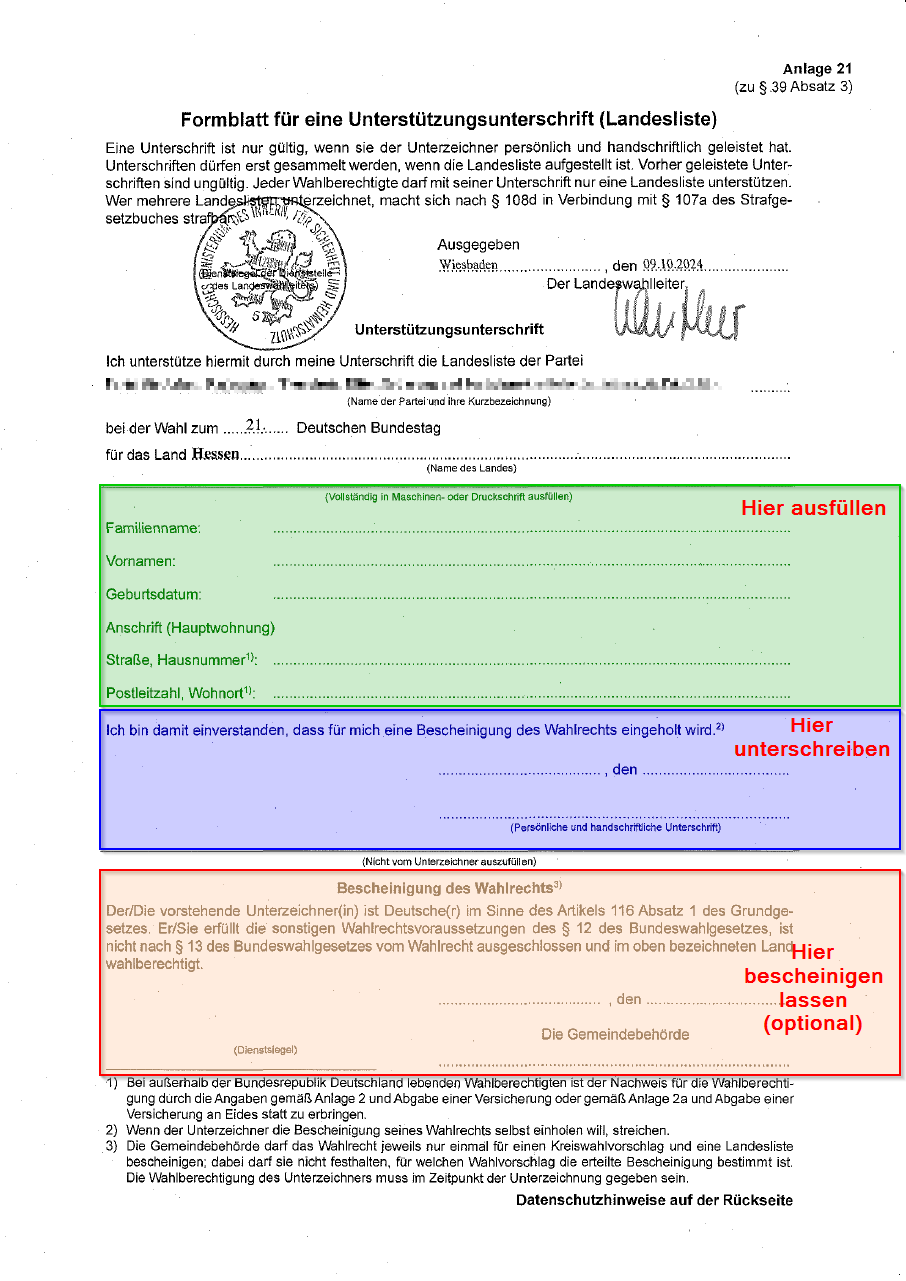 Anlage 21
(zu § 39 Absatz 3)
Formblatt für eine Unterstützungsunterschrift (Landesliste)
Eine Unterschrift ist nur gültig, wenn sie der Unterzeichner persönlich und handschriftlich geleistet hat.
Unterschriften dürfen erst gesammelt werden, wenn die Landesliste aufgestellt ist. Vorher geleistete Unter-
schriften sind ungültig. Jeder Wahlberechtigte darf mit seiner Unterschrift nur eine Landesliste unterstützen.
Wer mehrere Landeslisten unterzeichnet, macht sich nach § 108d in Verbindung mit § 107a des Strafge-
setzbuches strafbar.
HESSISCHES MINISTERIUM DES INNERN, FÜR SICHERHEIT UND HEIMATSCHUTZ
(Dienstsiegel der Dienststelle
des Landeswahlleiters)
Ausgegeben
Wiesbaden, den 09.10.2024
Der Landeswahlleiter
Unterstützungsunterschrift
Ich unterstütze hiermit durch meine Unterschrift die Landesliste der Partei
(Name der Partei und ihre Kurzbezeichnung)
bei der Wahl zum 21. Deutschen Bundestag
für das Land Hessen
(Name des Landes)
(Vollständig in Maschinen- oder Druckschrift ausfüllen)
Hier ausfüllen
Familienname:
Vornamen:
Geburtsdatum:
Anschrift (Hauptwohnung)
Straße, Hausnummer1):
Postleitzahl, Wohnort1):
Ich bin damit einverstanden, dass für mich eine Bescheinigung des Wahlrechts eingeholt wird.2)
Hier
unterschreiben
, den
(Persönliche und handschriftliche Unterschrift)
(Nicht vom Unterzeichner auszufüllen)
Bescheinigung des Wahlrechts3)
Der/Die vorstehende Unterzeichner(in) ist Deutsche(r) im Sinne des Artikels 116 Absatz 1 des Grundge-
setzes. Er/Sie erfüllt die sonstigen Wahlrechtsvoraussetzungen des § 12 des Bundeswahlgesetzes, ist
nicht nach § 13 des Bundeswahlgesetzes vom Wahlrecht ausgeschlossen und im oben bezeichneten Land
wahlberechtigt.
Hier
bescheinigen
lassen
(optional)
, den
Die Gemeindebehörde
(Dienstsiegel)
1) Bei außerhalb der Bundesrepublik Deutschland lebenden Wahlberechtigten ist der Nachweis für die Wahlberechti-
gung durch die Angaben gemäß Anlage 2 und Abgabe einer Versicherung oder gemäß Anlage 2a und Abgabe einer
Versicherung an Eides statt zu erbringen.
2) Wenn der Unterzeichner die Bescheinigung seines Wahlrechts selbst einholen will, streichen.
3) Die Gemeindebehörde darf das Wahlrecht jeweils nur einmal für einen Kreiswahlvorschlag und eine Landesliste
bescheinigen; dabei darf sie nicht festhalten, für welchen Wahlvorschlag die erteilte Bescheinigung bestimmt ist.
Die Wahlberechtigung des Unterzeichners muss im Zeitpunkt der Unterzeichnung gegeben sein.
Datenschutzhinweise auf der Rückseite